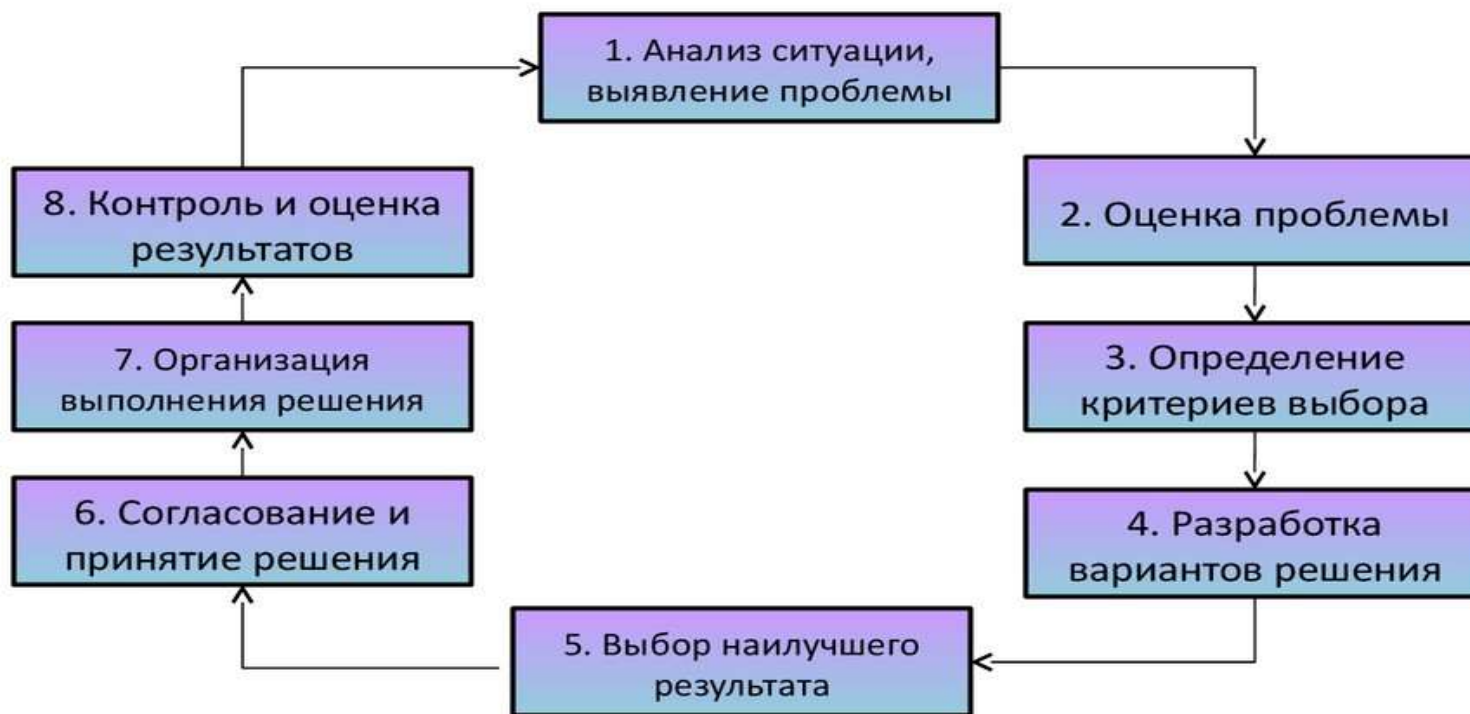 1. Анализ ситуации,
выявление проблемы
2. Оценка проблемы
3. Определение
критериев выбора
4. Разработка
вариантов решения
5. Выбор наилучшего
результата
6. Согласование и
принятие решения
7. Организация
выполнения решения
8. Контроль и оценка
результатов